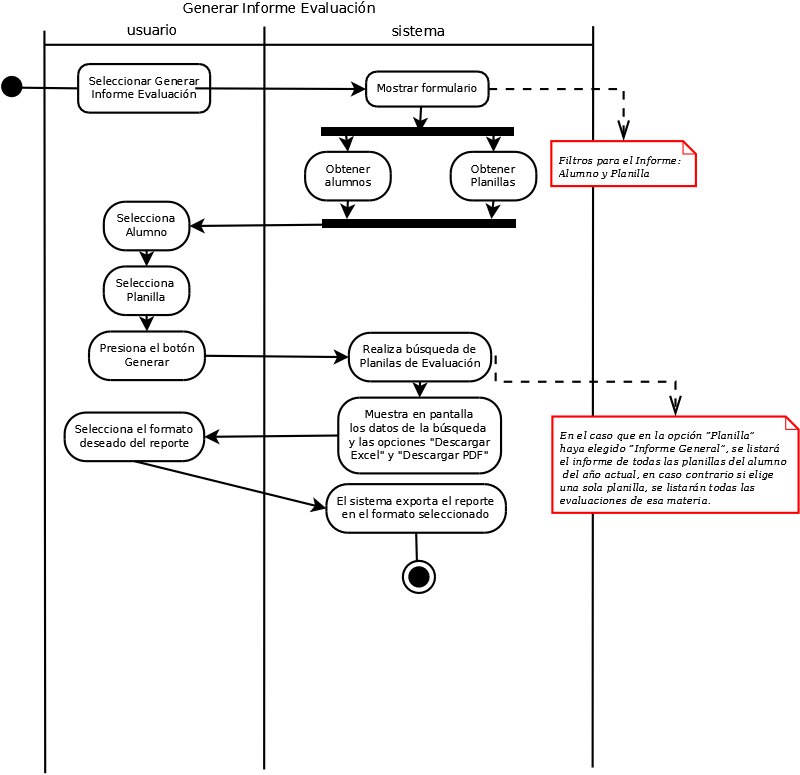 Generar Informe Evaluación
usuario
sistema
Seleccionar Generar
Informe Evaluación
Mostrar formulario
Filtros para el Informe:
Alumno y Planilla
Obtener
alumnos
Obtener
Planillas
Selecciona
Alumno
Selecciona
Planilla
Presiona el botón
Generar
Realiza búsqueda de
Planilas de Evaluación
Muestra en pantalla
los datos de la búsqueda
y las opciones "Descargar
Excel" y "Descargar PDF"
Selecciona el formato
deseado del reporte
En el caso que en la opción "Planilla"
haya elegido "Informe General", se listará
el informe de todas las planillas del alumno
del año actual, en caso contrario si elige
una sola planilla, se listarán todas las
evaluaciones de esa materia.
El sistema exporta el reporte
en el formato seleccionado